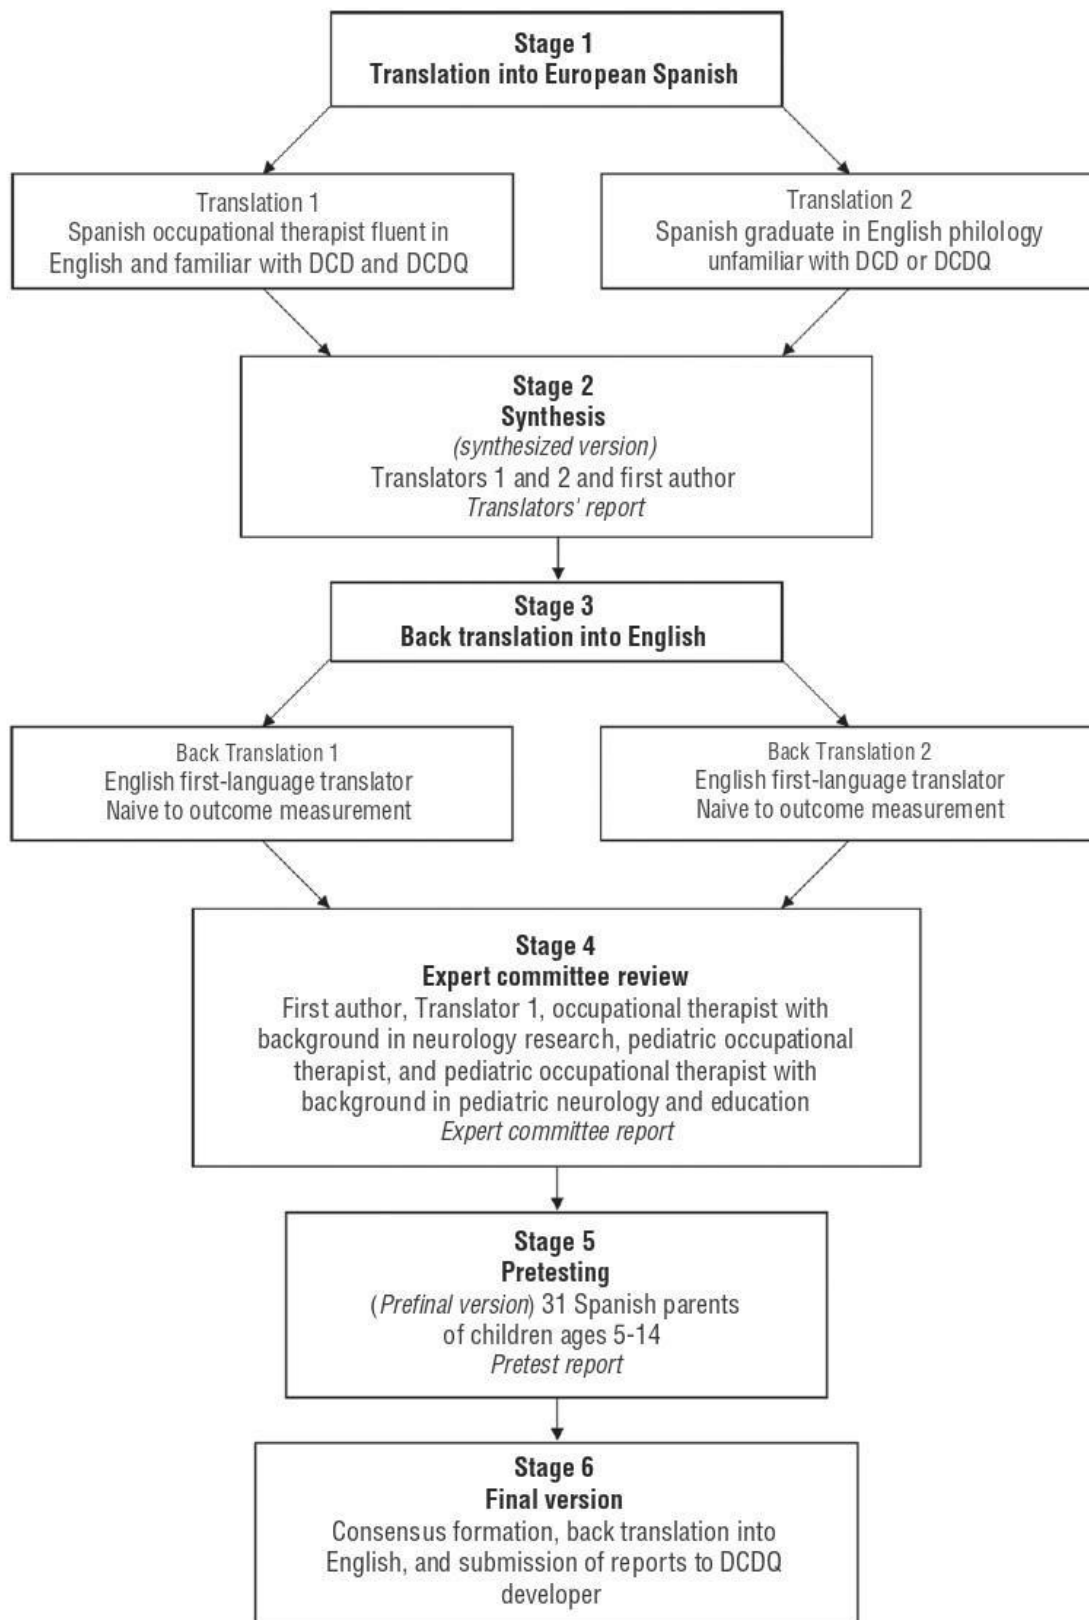 Stage 1
Translation into European Spanish
Translation 1
Spanish occupational therapist fluent in
English and familiar with DCD and DCDQ
Translation 2
Spanish graduate in English philology
unfamiliar with DCD or DCDQ
Stage 2
Synthesis
(synthesized version)
Translators 1 and 2 and first author
Translators' report
Stage 3
Back translation into English
Back Translation 1
English first-language translator
Naive to outcome measurement
Back Translation 2
English first-language translator
Naive to outcome measurement
Stage 4
Expert committee review
First author, Translator 1, occupational therapist with
background in neurology research, pediatric occupational
therapist, and pediatric occupational therapist with
background in pediatric neurology and education
Expert committee report
Stage 5
Pretesting
(Prefinal version) 31 Spanish parents
of children ages 5-14
Pretest report
Stage 6
Final version
Consensus formation, back translation into
English, and submission of reports to DCDQ
developer